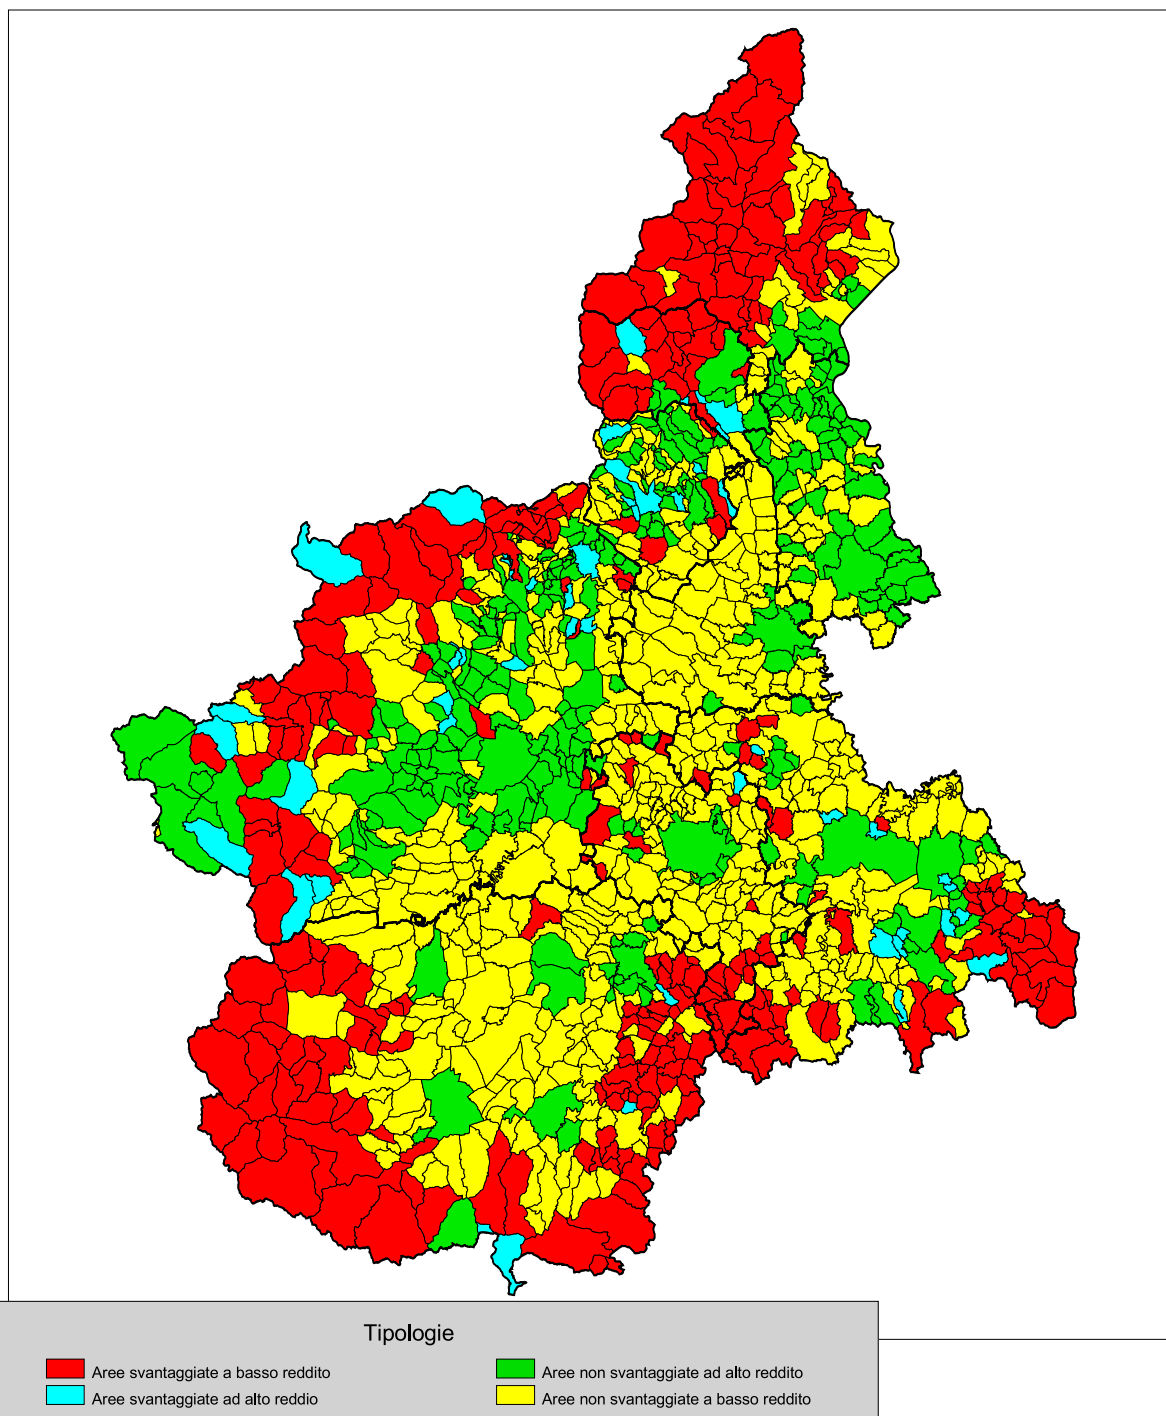 Tipologie
Aree svantaggiate a basso reddito
Aree non svantaggiate ad alto reddito
Aree svantaggiate ad alto reddio
Aree non svantaggiate a basso reddito